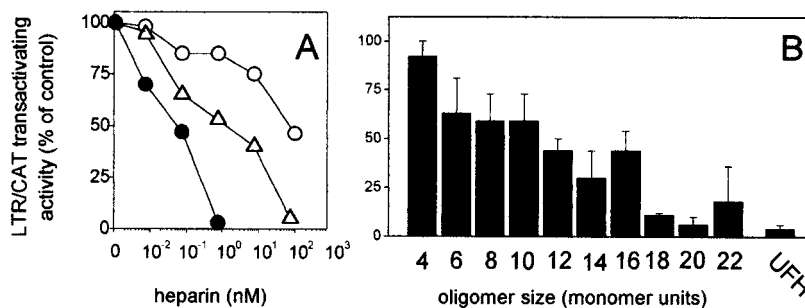 LTR/CAT transactivating
activity (% of control)
100
75
50
25
0
A
0 10⁻² 10⁻¹ 10⁰ 10¹ 10² 10³
heparin (nM)
100
75
50
25
0
B
4 6 8 10 12 14 16 18 20 22 UFH
oligomer size (monomer units)